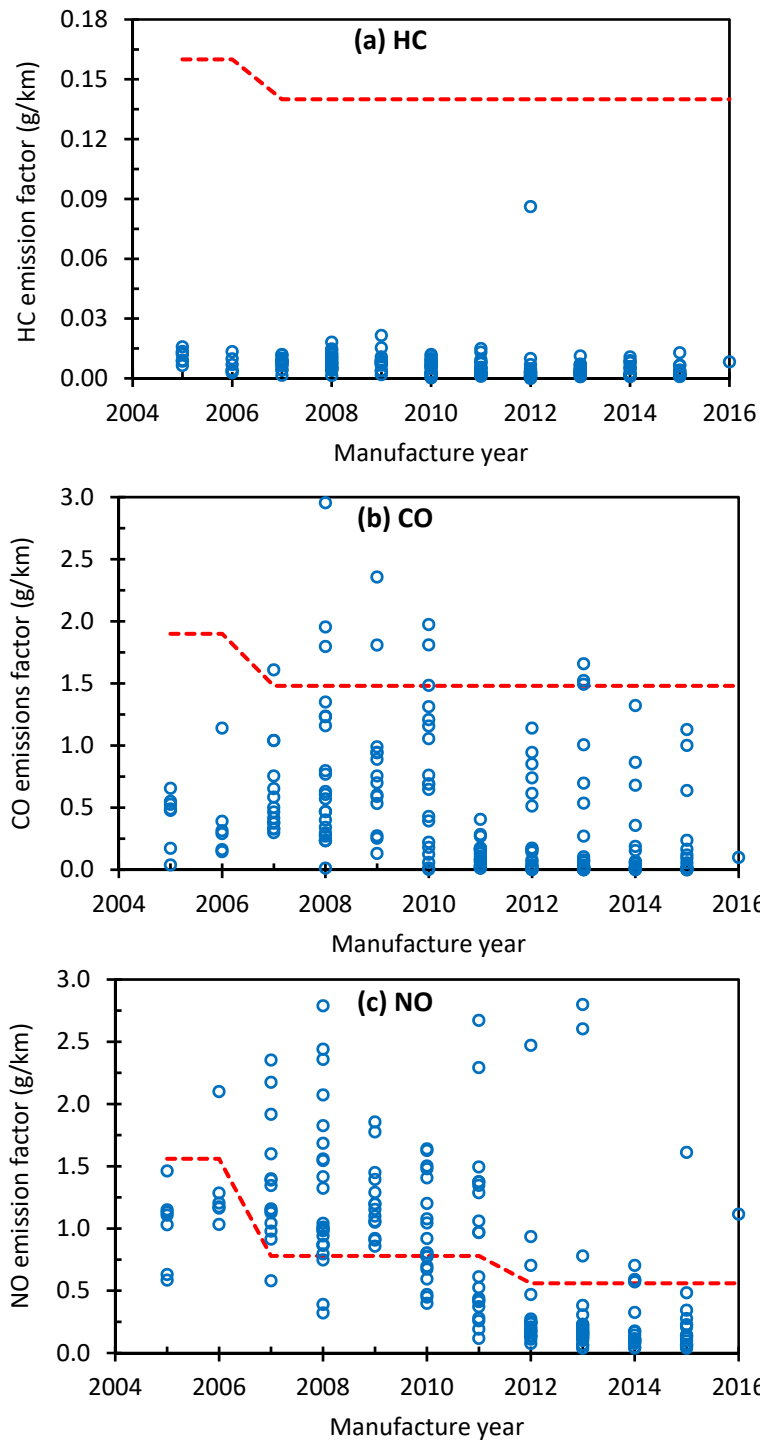 (a) HC
HC emission factor (g/km)
0.18
0.15
0.12
0.09
0.06
0.03
0.00
2004 2006 2008 2010 2012 2014 2016
Manufacture year
(b) CO
CO emissions factor (g/km)
3.0
2.5
2.0
1.5
1.0
0.5
0.0
2004 2006 2008 2010 2012 2014 2016
Manufacture year
(c) NO
NO emission factor (g/km)
3.0
2.5
2.0
1.5
1.0
0.5
0.0
2004 2006 2008 2010 2012 2014 2016
Manufacture year